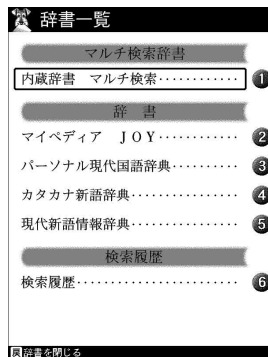 辞書一覧
マルチ検索辞書
内蔵辞書　マルチ検索············ 1
辞　書
マイペディア　ＪＯＹ············ 2
パーソナル現代国語辞典·········· 3
カタカナ新語辞典················ 4
現代新語情報辞典················ 5
検索履歴
検索履歴························ 6
戻辞書を閉じる